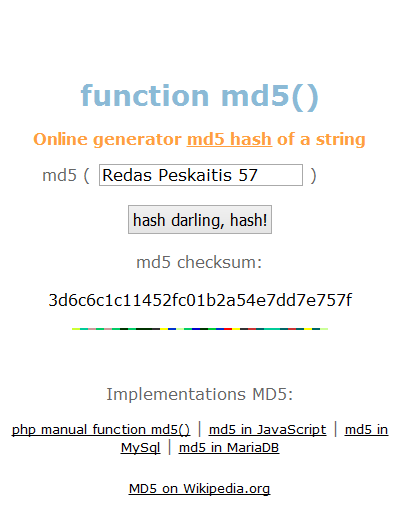 function md5()
Online generator md5 hash of a string
md5 ( Redas Peskaitis 57 )
hash darling, hash!
md5 checksum:
3d6c6c1c11452fc01b2a54e7dd7e757f
Implementations MD5:
php manual function md5() | md5 in JavaScript | md5 in
MySql | md5 in MariaDB
MD5 on Wikipedia.org